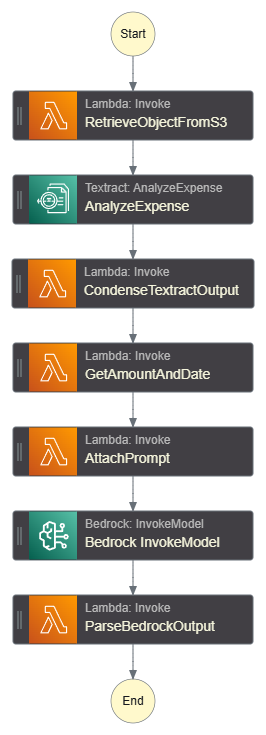 Start
Lambda: Invoke
RetrieveObjectFromS3
Textract: AnalyzeExpense
AnalyzeExpense
Lambda: Invoke
CondenseTextractOutput
Lambda: Invoke
GetAmountAndDate
Lambda: Invoke
AttachPrompt
Bedrock: InvokeModel
Bedrock InvokeModel
Lambda: Invoke
ParseBedrockOutput
End